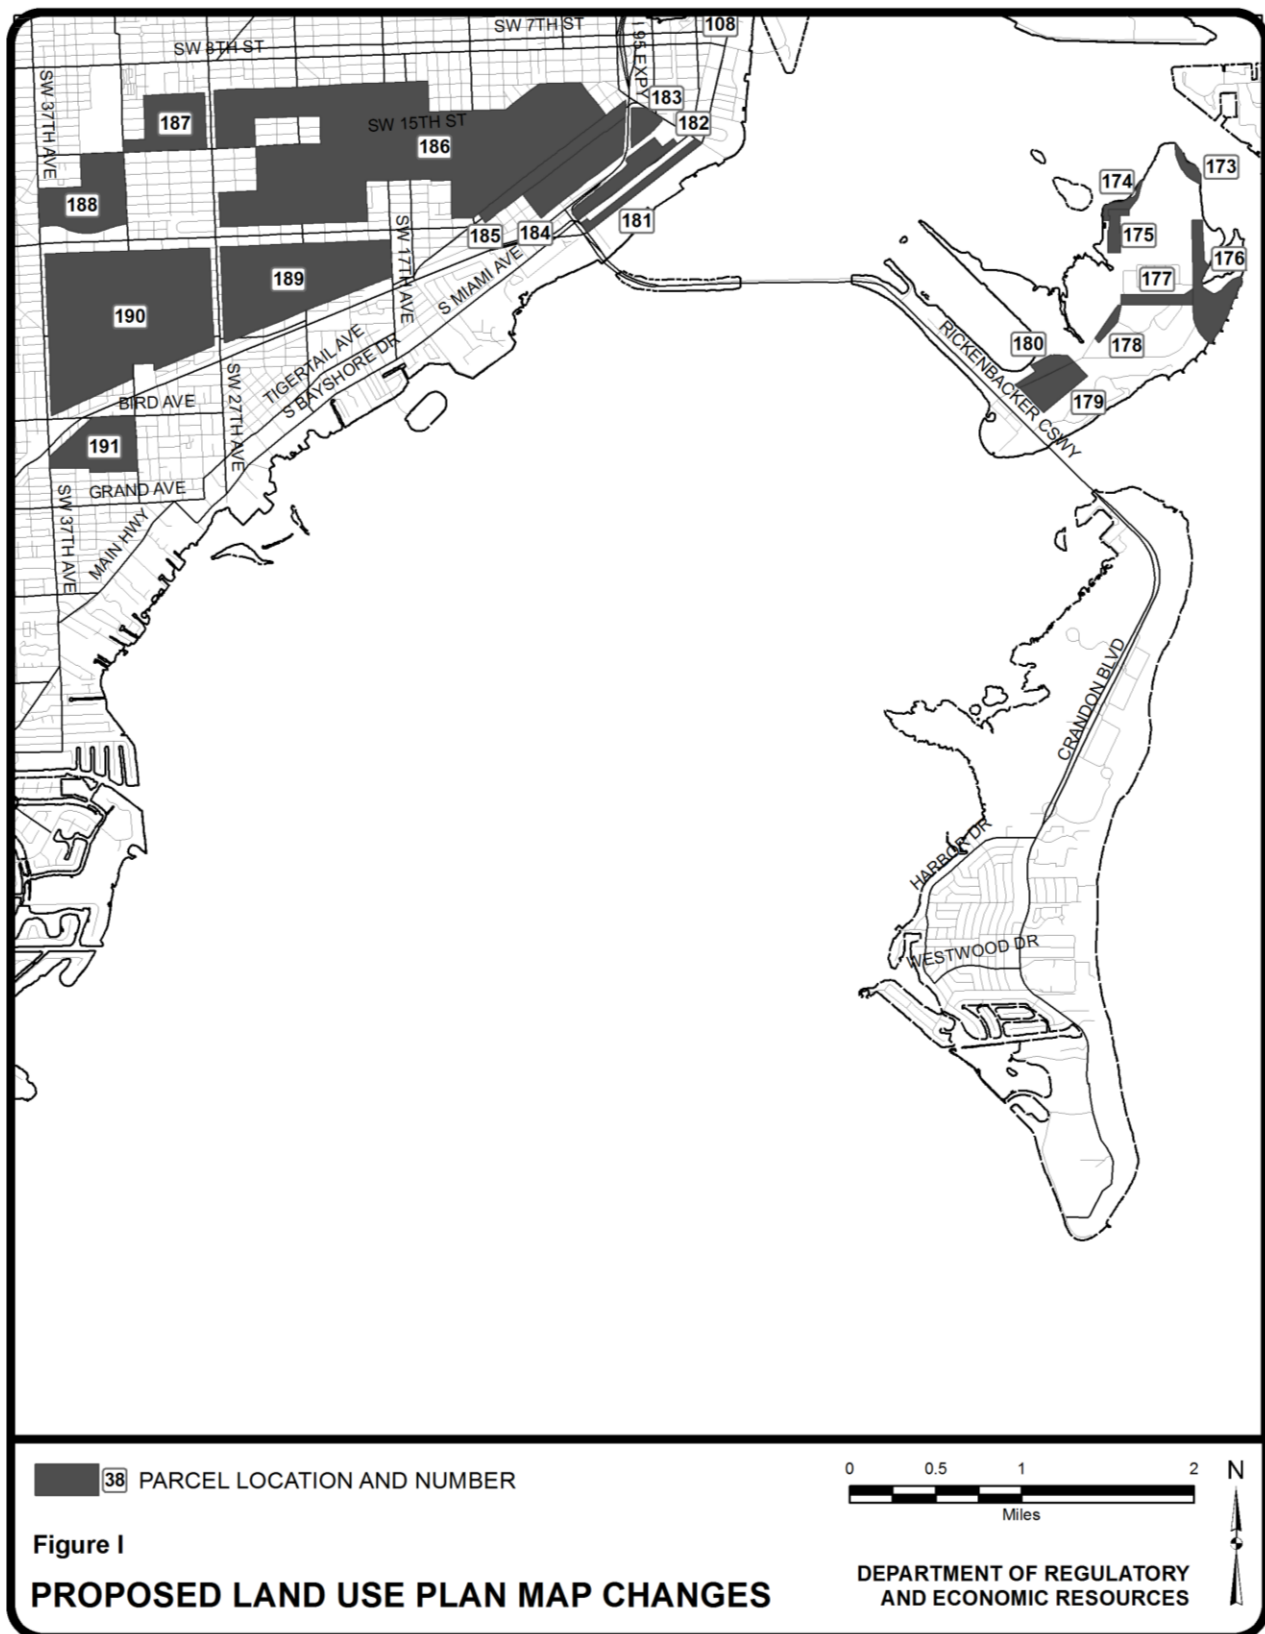 SW 7TH ST
108
SW 8TH ST
I 95 EXPY
SW 37TH AVE
183
187
SW 15TH ST
182
186
173
174
188
181
175
185
184
SW 17TH AVE
176
189
S MIAMI AVE
177
190
180
178
RICKENBACKER CSWY
TIGERTAIL AVE
S BAYSHORE DR
SW 27TH AVE
BIRD AVE
179
191
GRAND AVE
SW 37TH AVE
MAIN HWY
CRANDON BLVD
HARBOR DR
WESTWOOD DR
38 PARCEL LOCATION AND NUMBER
0 0.5 1 2
Miles
N
Figure I
PROPOSED LAND USE PLAN MAP CHANGES
DEPARTMENT OF REGULATORY
AND ECONOMIC RESOURCES